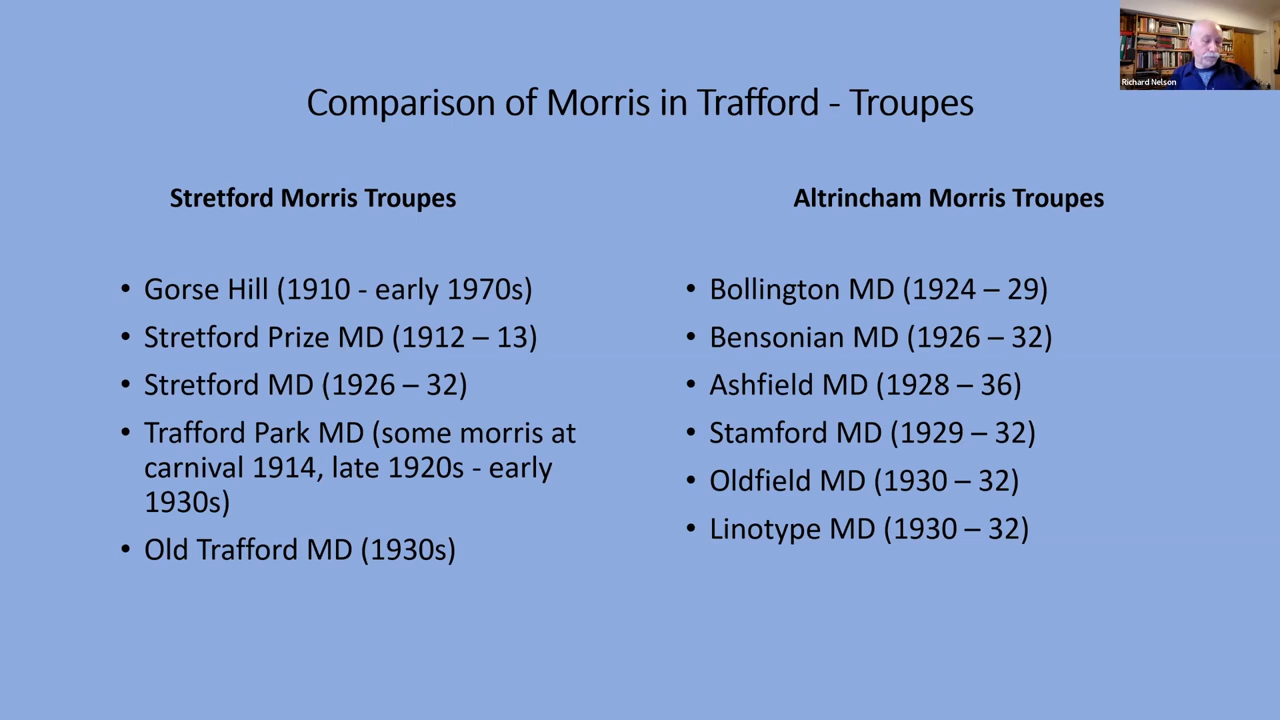 Richard Nelson
Comparison of Morris in Trafford - Troupes
Stretford Morris Troupes
• Gorse Hill (1910 - early 1970s)
• Stretford Prize MD (1912 – 13)
• Stretford MD (1926 – 32)
• Trafford Park MD (some morris at
carnival 1914, late 1920s - early
1930s)
• Old Trafford MD (1930s)
Altrincham Morris Troupes
• Bollington MD (1924 – 29)
• Bensonian MD (1926 – 32)
• Ashfield MD (1928 – 36)
• Stamford MD (1929 – 32)
• Oldfield MD (1930 – 32)
• Linotype MD (1930 – 32)